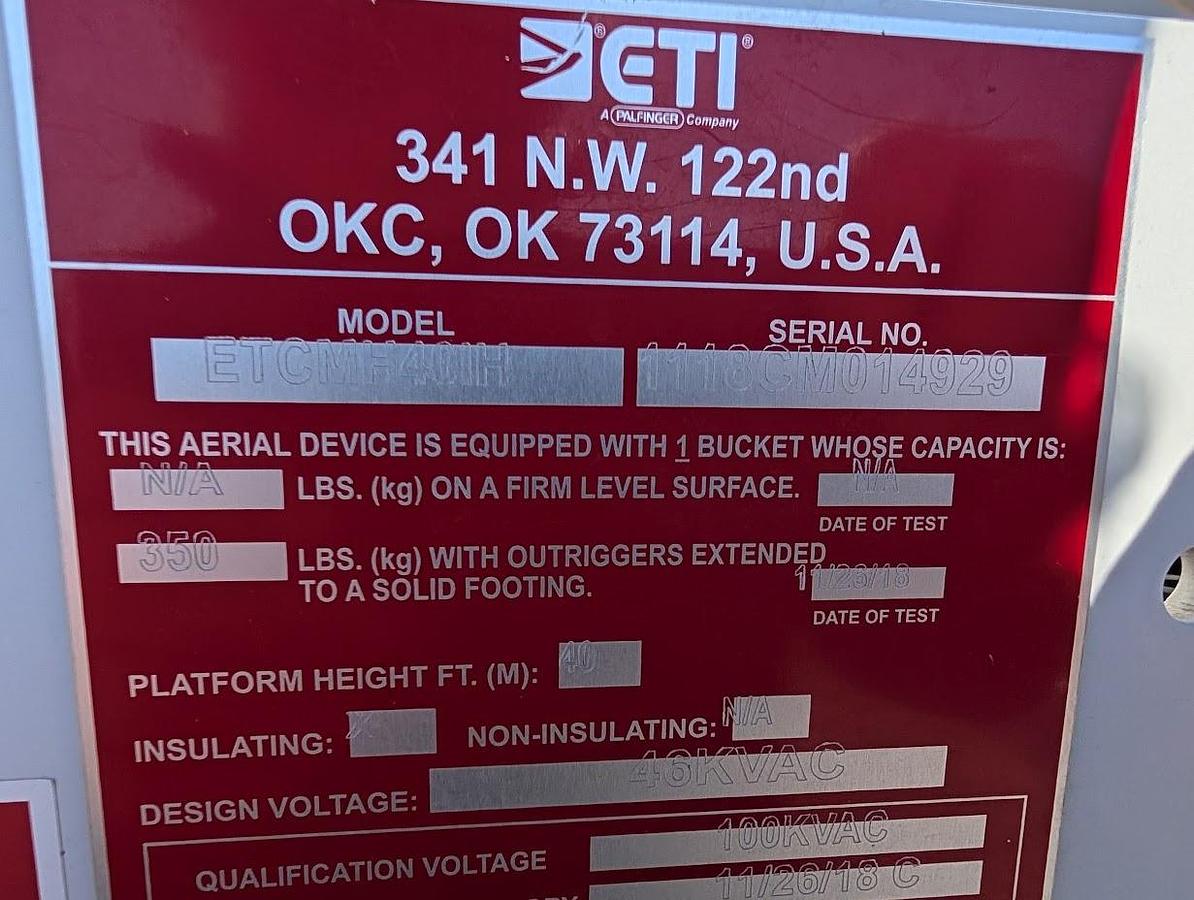 ETI
A PALFINGER Company
341 N.W. 122nd
OKC, OK 73114, U.S.A.
MODEL SERIAL NO.
ETCMH40IH 1118CM014929
THIS AERIAL DEVICE IS EQUIPPED WITH 1 BUCKET WHOSE CAPACITY IS:
N/A LBS. (kg) ON A FIRM LEVEL SURFACE. N/A
DATE OF TEST
350 LBS. (kg) WITH OUTRIGGERS EXTENDED
TO A SOLID FOOTING. 11/26/18
DATE OF TEST
PLATFORM HEIGHT FT. (M): 40
INSULATING: X NON-INSULATING: N/A
DESIGN VOLTAGE: 46KVAC
QUALIFICATION VOLTAGE 100KVAC
11/26/18 C